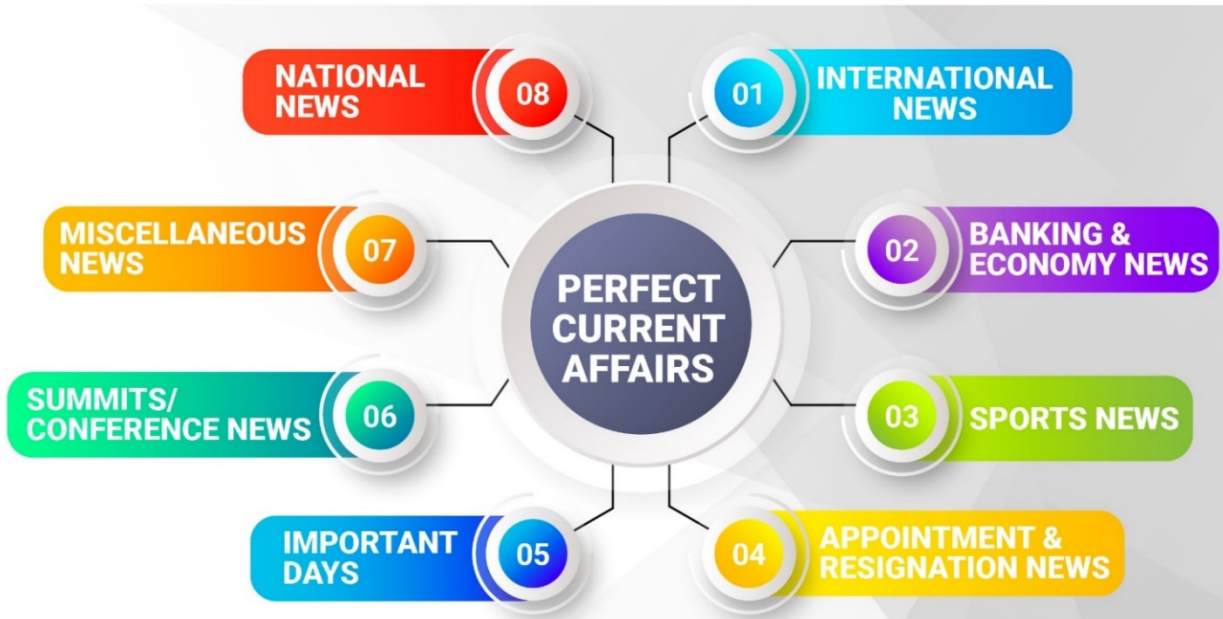 NATIONAL
NEWS
08
01
INTERNATIONAL
NEWS
MISCELLANEOUS
NEWS
07
02
BANKING &
ECONOMY NEWS
PERFECT
CURRENT
AFFAIRS
SUMMITS/
CONFERENCE NEWS
06
03
SPORTS NEWS
IMPORTANT
DAYS
05
04
APPOINTMENT &
RESIGNATION NEWS